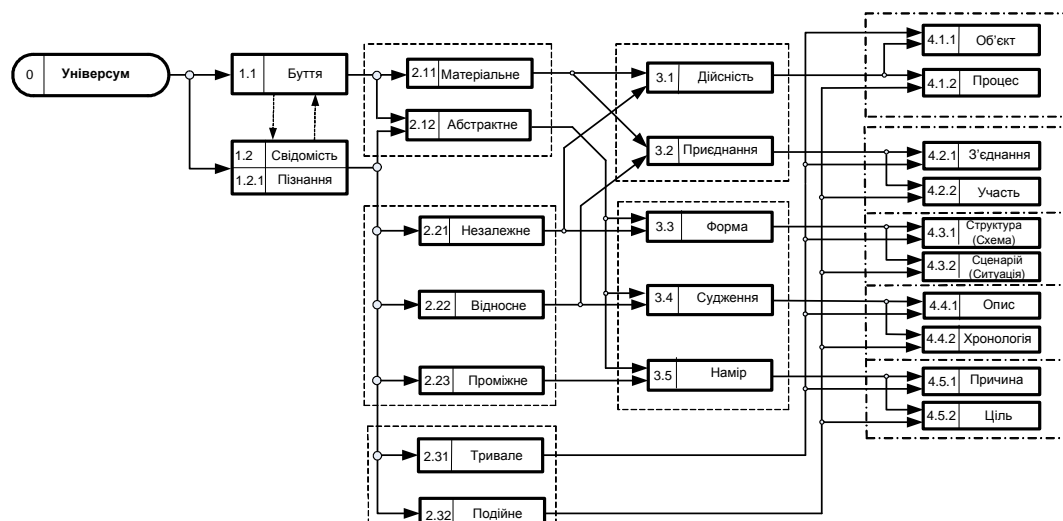 0 Універсум
1.1 Буття
1.2 Свідомість
1.2.1 Пізнання
2.11 Матеріальне
2.12 Абстрактне
2.21 Незалежне
2.22 Відносне
2.23 Проміжне
2.31 Тривале
2.32 Подійне
3.1 Дійсність
3.2 Приєднання
3.3 Форма
3.4 Судження
3.5 Намір
4.1.1 Об’єкт
4.1.2 Процес
4.2.1 З’єднання
4.2.2 Участь
4.3.1 Структура
(Схема)
4.3.2 Сценарій
(Ситуація)
4.4.1 Опис
4.4.2 Хронологія
4.5.1 Причина
4.5.2 Ціль